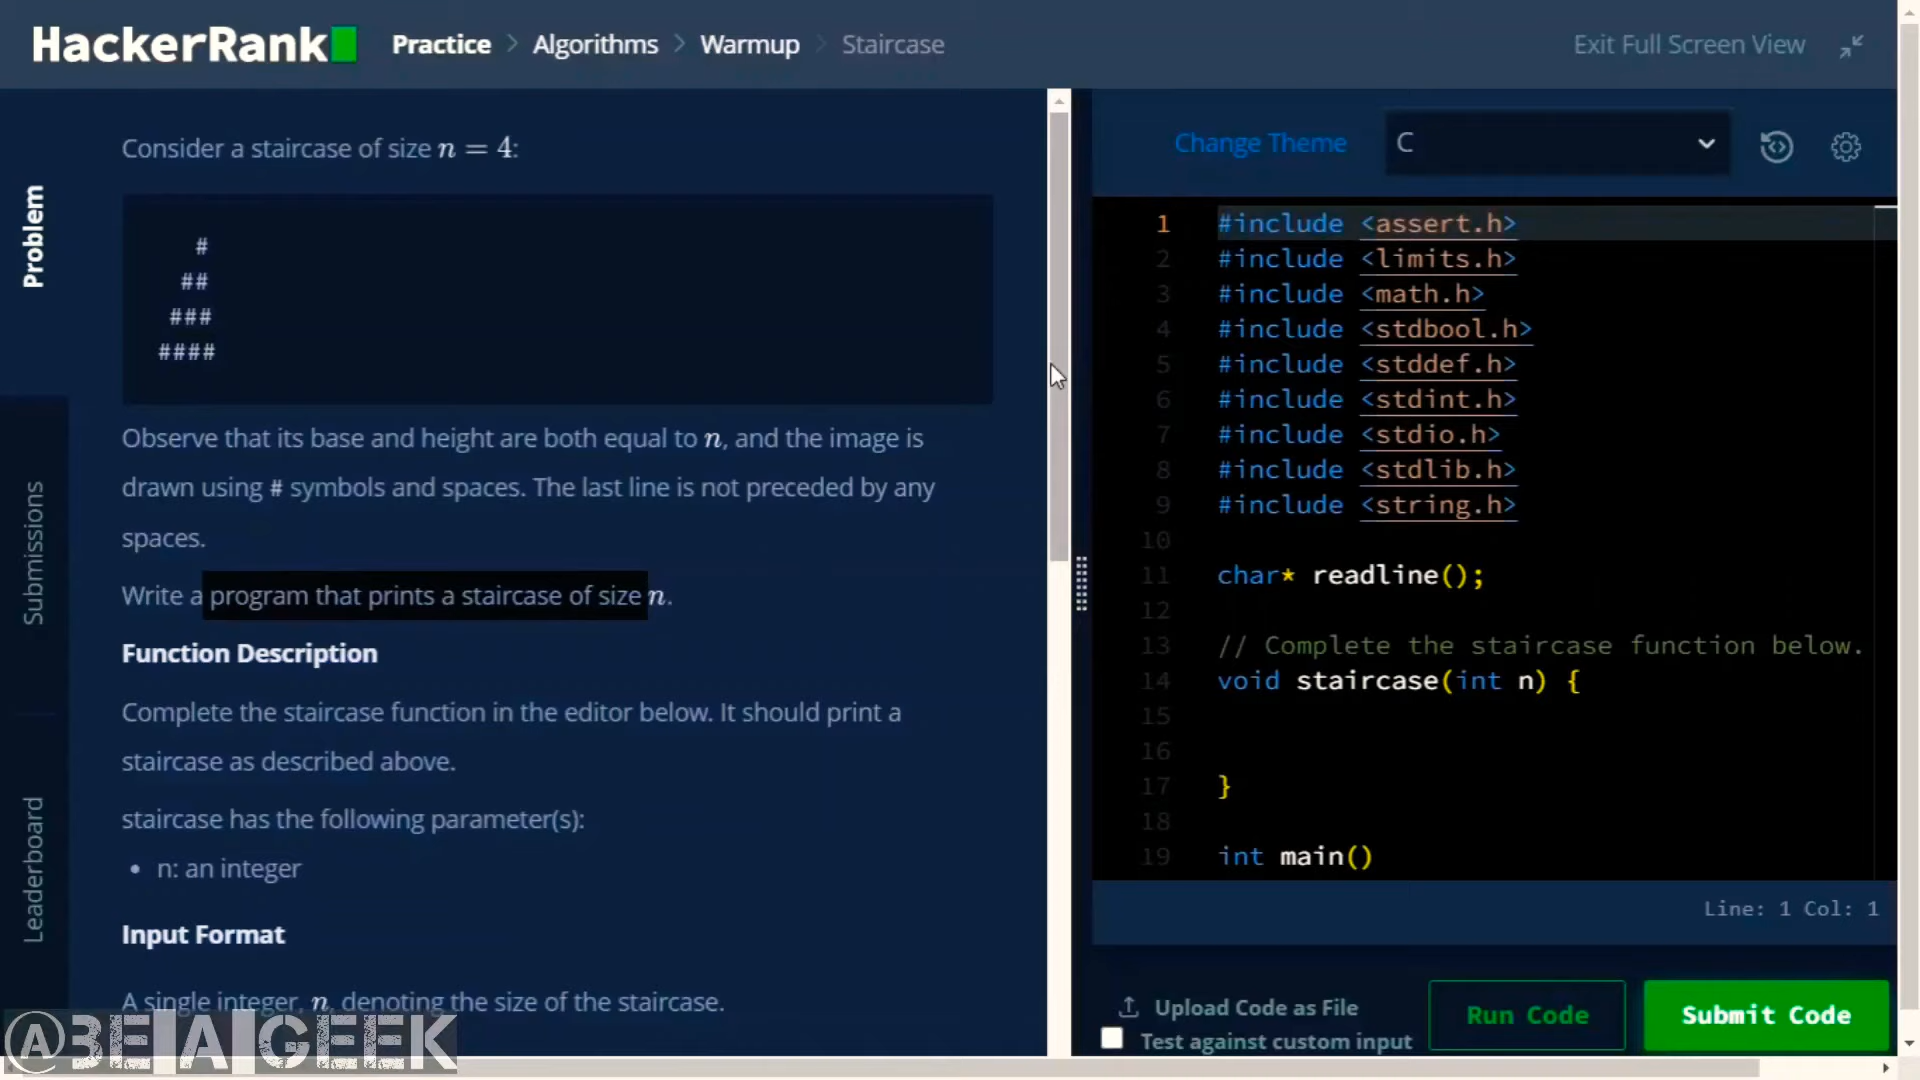 HackerRank
Practice > Algorithms > Warmup > Staircase
Exit Full Screen View
Problem
Submissions
Leaderboard
Consider a staircase of size n = 4:
#
##
###
####
Observe that its base and height are both equal to n, and the image is
drawn using # symbols and spaces. The last line is not preceded by any
spaces.
Write a program that prints a staircase of size n.
Function Description
Complete the staircase function in the editor below. It should print a
staircase as described above.
staircase has the following parameter(s):
• n: an integer
Input Format
A single integer, n, denoting the size of the staircase.
@BE A GEEK
Change Theme
C
1 #include <assert.h>
2 #include <limits.h>
3 #include <math.h>
4 #include <stdbool.h>
5 #include <stddef.h>
6 #include <stdint.h>
7 #include <stdio.h>
8 #include <stdlib.h>
9 #include <string.h>
10
11 char* readline();
12
13 // Complete the staircase function below.
14 void staircase(int n) {
15
16
17 }
18
19 int main()
Line: 1 Col: 1
Upload Code as File
Test against custom input
Run Code
Submit Code